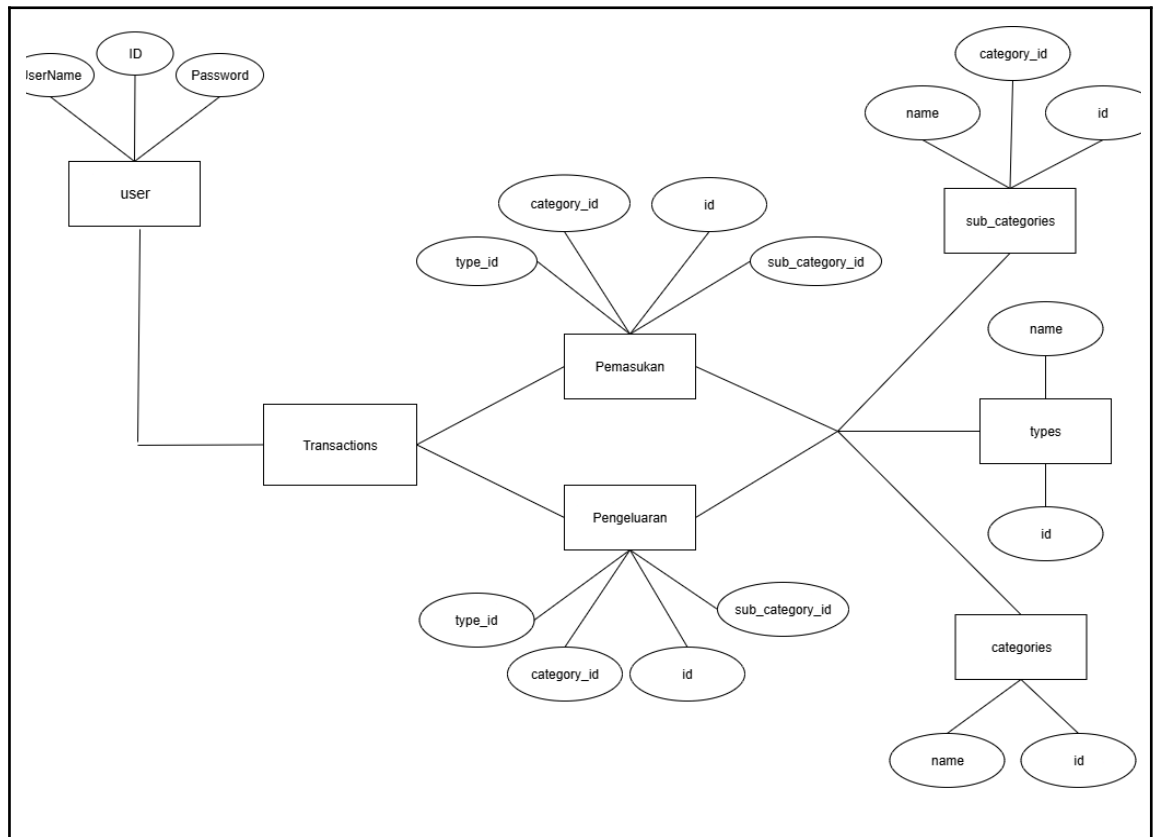 ID
UserName
Password
user
category_id
name
id
sub_categories
category_id
id
type_id
sub_category_id
name
Pemasukan
types
Transactions
id
Pengeluaran
type_id
sub_category_id
category_id
id
categories
name
id